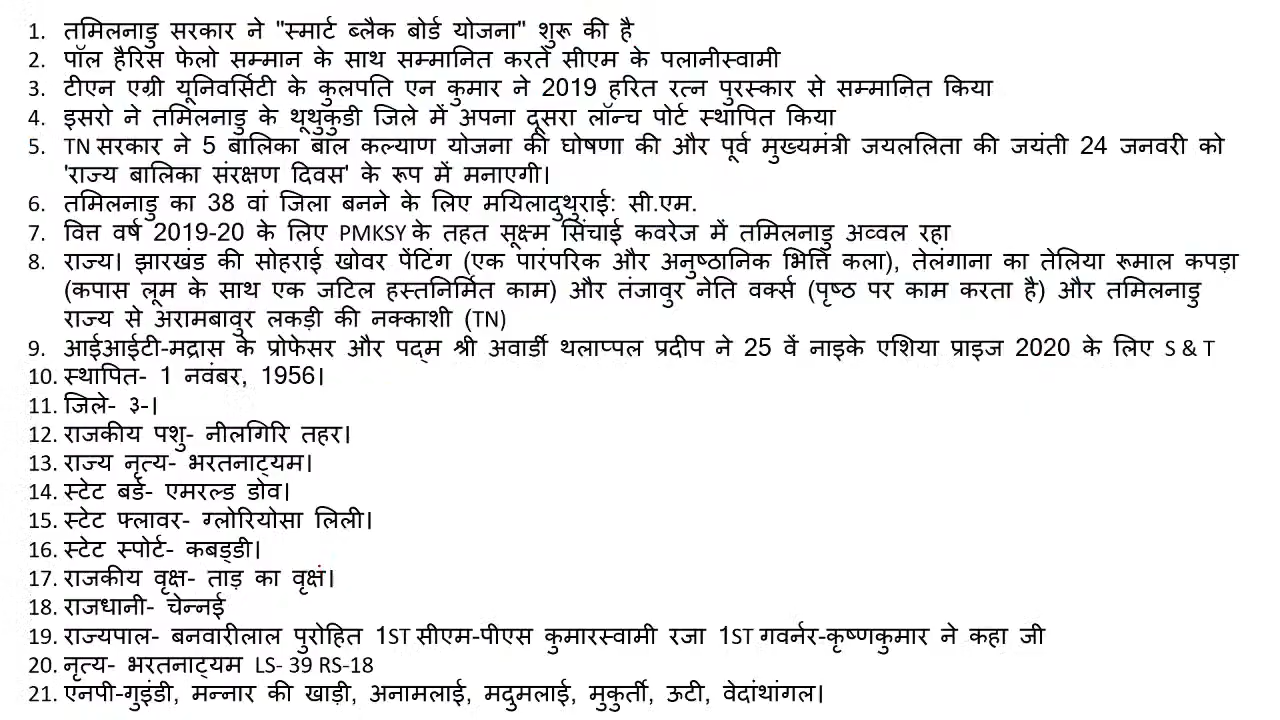 1. तमिलनाडु सरकार ने "स्मार्ट ब्लैक बोर्ड योजना" शुरू की है
2. पॉल हैरिस फेलो सम्मान के साथ सम्मानित करते सीएम के पलानीस्वामी
3. टीएन एग्री यूनिवर्सिटी के कुलपति एन कुमार ने 2019 हरित रत्न पुरस्कार से सम्मानित किया
4. इसरो ने तमिलनाडु के थूथुकुडी जिले में अपना दूसरा लॉन्च पोर्ट स्थापित किया
5. TN सरकार ने 5 बालिका बाल कल्याण योजना की घोषणा की और पूर्व मुख्यमंत्री जयललिता की जयंती 24 जनवरी को
'राज्य बालिका संरक्षण दिवस' के रूप में मनाएगी।
6. तमिलनाडु का 38 वां जिला बनने के लिए मयिलादुथुराई: सी.एम.
7. वित्त वर्ष 2019-20 के लिए PMKSY के तहत सूक्ष्म सिंचाई कवरेज में तमिलनाडु अव्वल रहा
8. राज्य। झारखंड की सोहराई खोवर पेंटिंग (एक पारंपरिक और अनुष्ठानिक भित्ति कला), तेलंगाना का तेलिया रूमाल कपड़ा
(कपास लूम के साथ एक जटिल हस्तनिर्मित काम) और तंजावुर नेति वर्क्स (पृष्ठ पर काम करता है) और तमिलनाडु
राज्य से अरामबावुर लकड़ी की नक्काशी (TN)
9. आईआईटी-मद्रास के प्रोफेसर और पद्म श्री अवार्डी थलाप्पल प्रदीप ने 25 वें नाइके एशिया प्राइज 2020 के लिए S & T
10. स्थापित- 1 नवंबर, 1956।
11. जिले- ३-।
12. राजकीय पशु- नीलगिरि तहर।
13. राज्य नृत्य- भरतनाट्यम।
14. स्टेट बर्ड- एमरल्ड डोव।
15. स्टेट फ्लावर- ग्लोरियोसा लिली।
16. स्टेट स्पोर्ट- कबड्डी।
17. राजकीय वृक्ष- ताड़ का वृक्षं।
18. राजधानी- चेन्नई
19. राज्यपाल- बनवारीलाल पुरोहित 1ST सीएम-पीएस कुमारस्वामी रजा 1ST गवर्नर-कृष्णकुमार ने कहा जी
20. नृत्य- भरतनाट्यम LS- 39 RS-18
21. एनपी-गुइंडी, मन्नार की खाड़ी, अनामलाई, मदुमलाई, मुकुर्ती, ऊटी, वेदांथांगल।